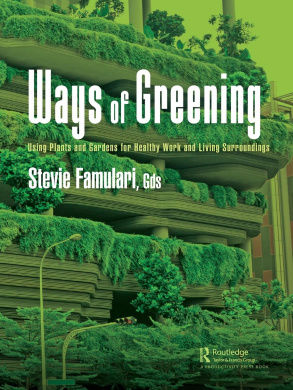 Ways of Greening
Using Plants and Gardens for Healthy Work and Living Surroundings
Stevie Famulari, Gds
Routledge
Taylor & Francis Group
A PRODUCTIVITY PRESS BOOK